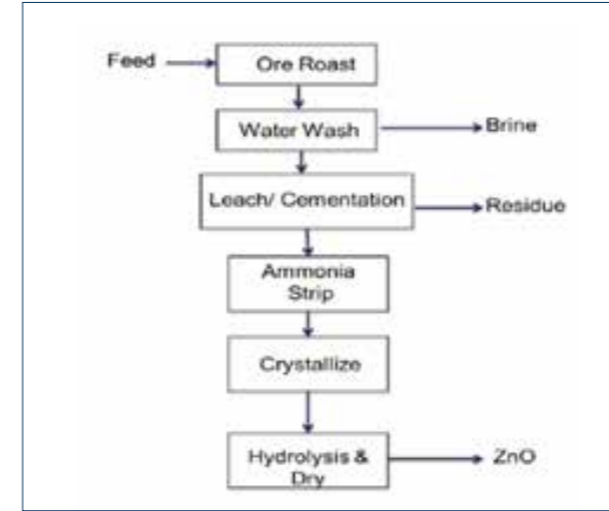 Feed
Ore Roast
Water Wash
Brine
Leach/ Cementation
Residue
Ammonia
Strip
Crystallize
Hydrolysis &
Dry
ZnO